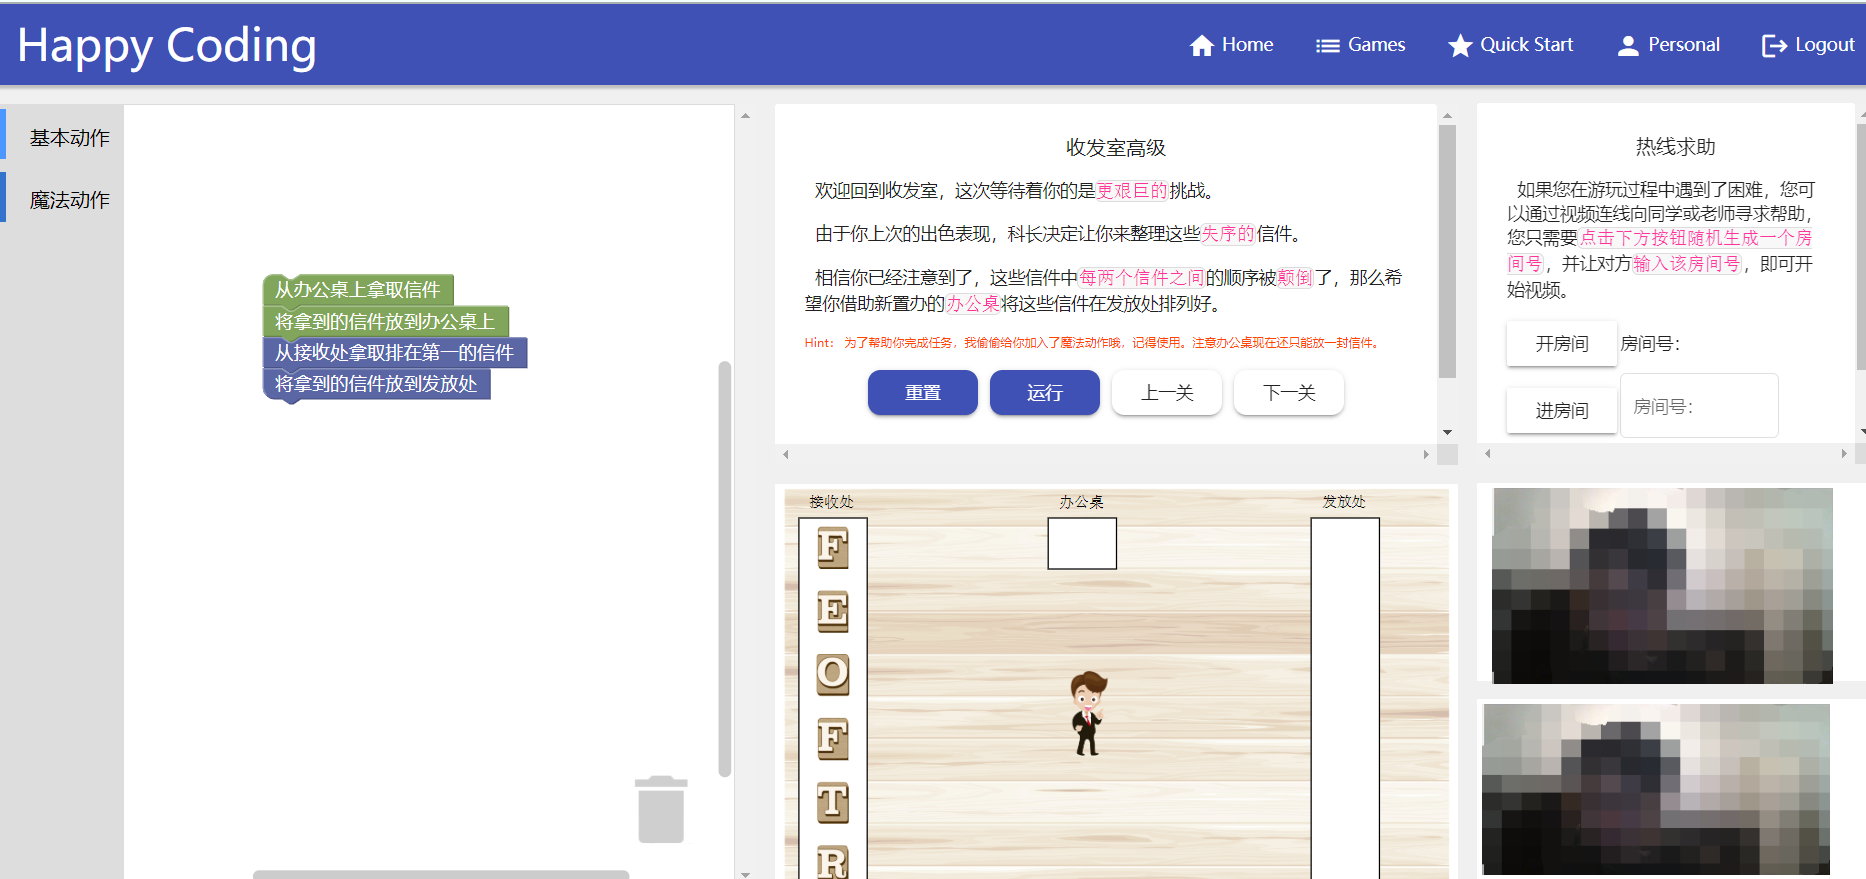 Happy Coding
Home
Games
Quick Start
Personal
Logout
基本动作
魔法动作
从办公桌上拿取信件
将拿到的信件放到办公桌上
从接收处拿取排在第一的信件
将拿到的信件放到发放处
收发室高级
欢迎回到收发室，这次等待着你的是更艰巨的挑战。
由于你上次的出色表现，科长决定让你来整理这些失序的信件。
相信你已经注意到了，这些信件中每两个信件之间的顺序被颠倒了，那么希
望你借助新置办的办公桌将这些信件在发放处排列好。
Hint： 为了帮助你完成任务，我偷偷给你加入了魔法动作哦，记得使用。注意办公桌现在还只能放一封信件。
重置
运行
上一关
下一关
热线求助
如果您在游玩过程中遇到了困难，您可
以通过视频连线向同学或老师寻求帮助，
您只需要点击下方按钮随机生成一个房
间号，并让对方输入该房间号，即可开
始视频。
开房间
房间号：
进房间
房间号：
接收处
办公桌
发放处
F
E
O
F
T
R